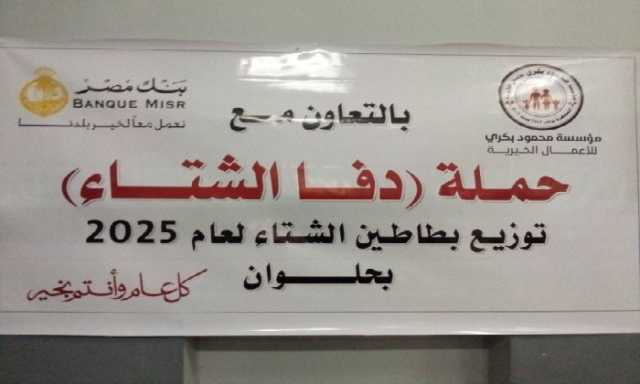 مؤسسة محمود بكري
للأعمال الخيرية
بالتعاون مع
بنك مصر
BANQUE MISR
نعمل معاً لخير بلدنا
حملة (دفا الشتاء)
توزيع بطاطين الشتاء لعام 2025
بحلوان
كل عام وأنتم بخير